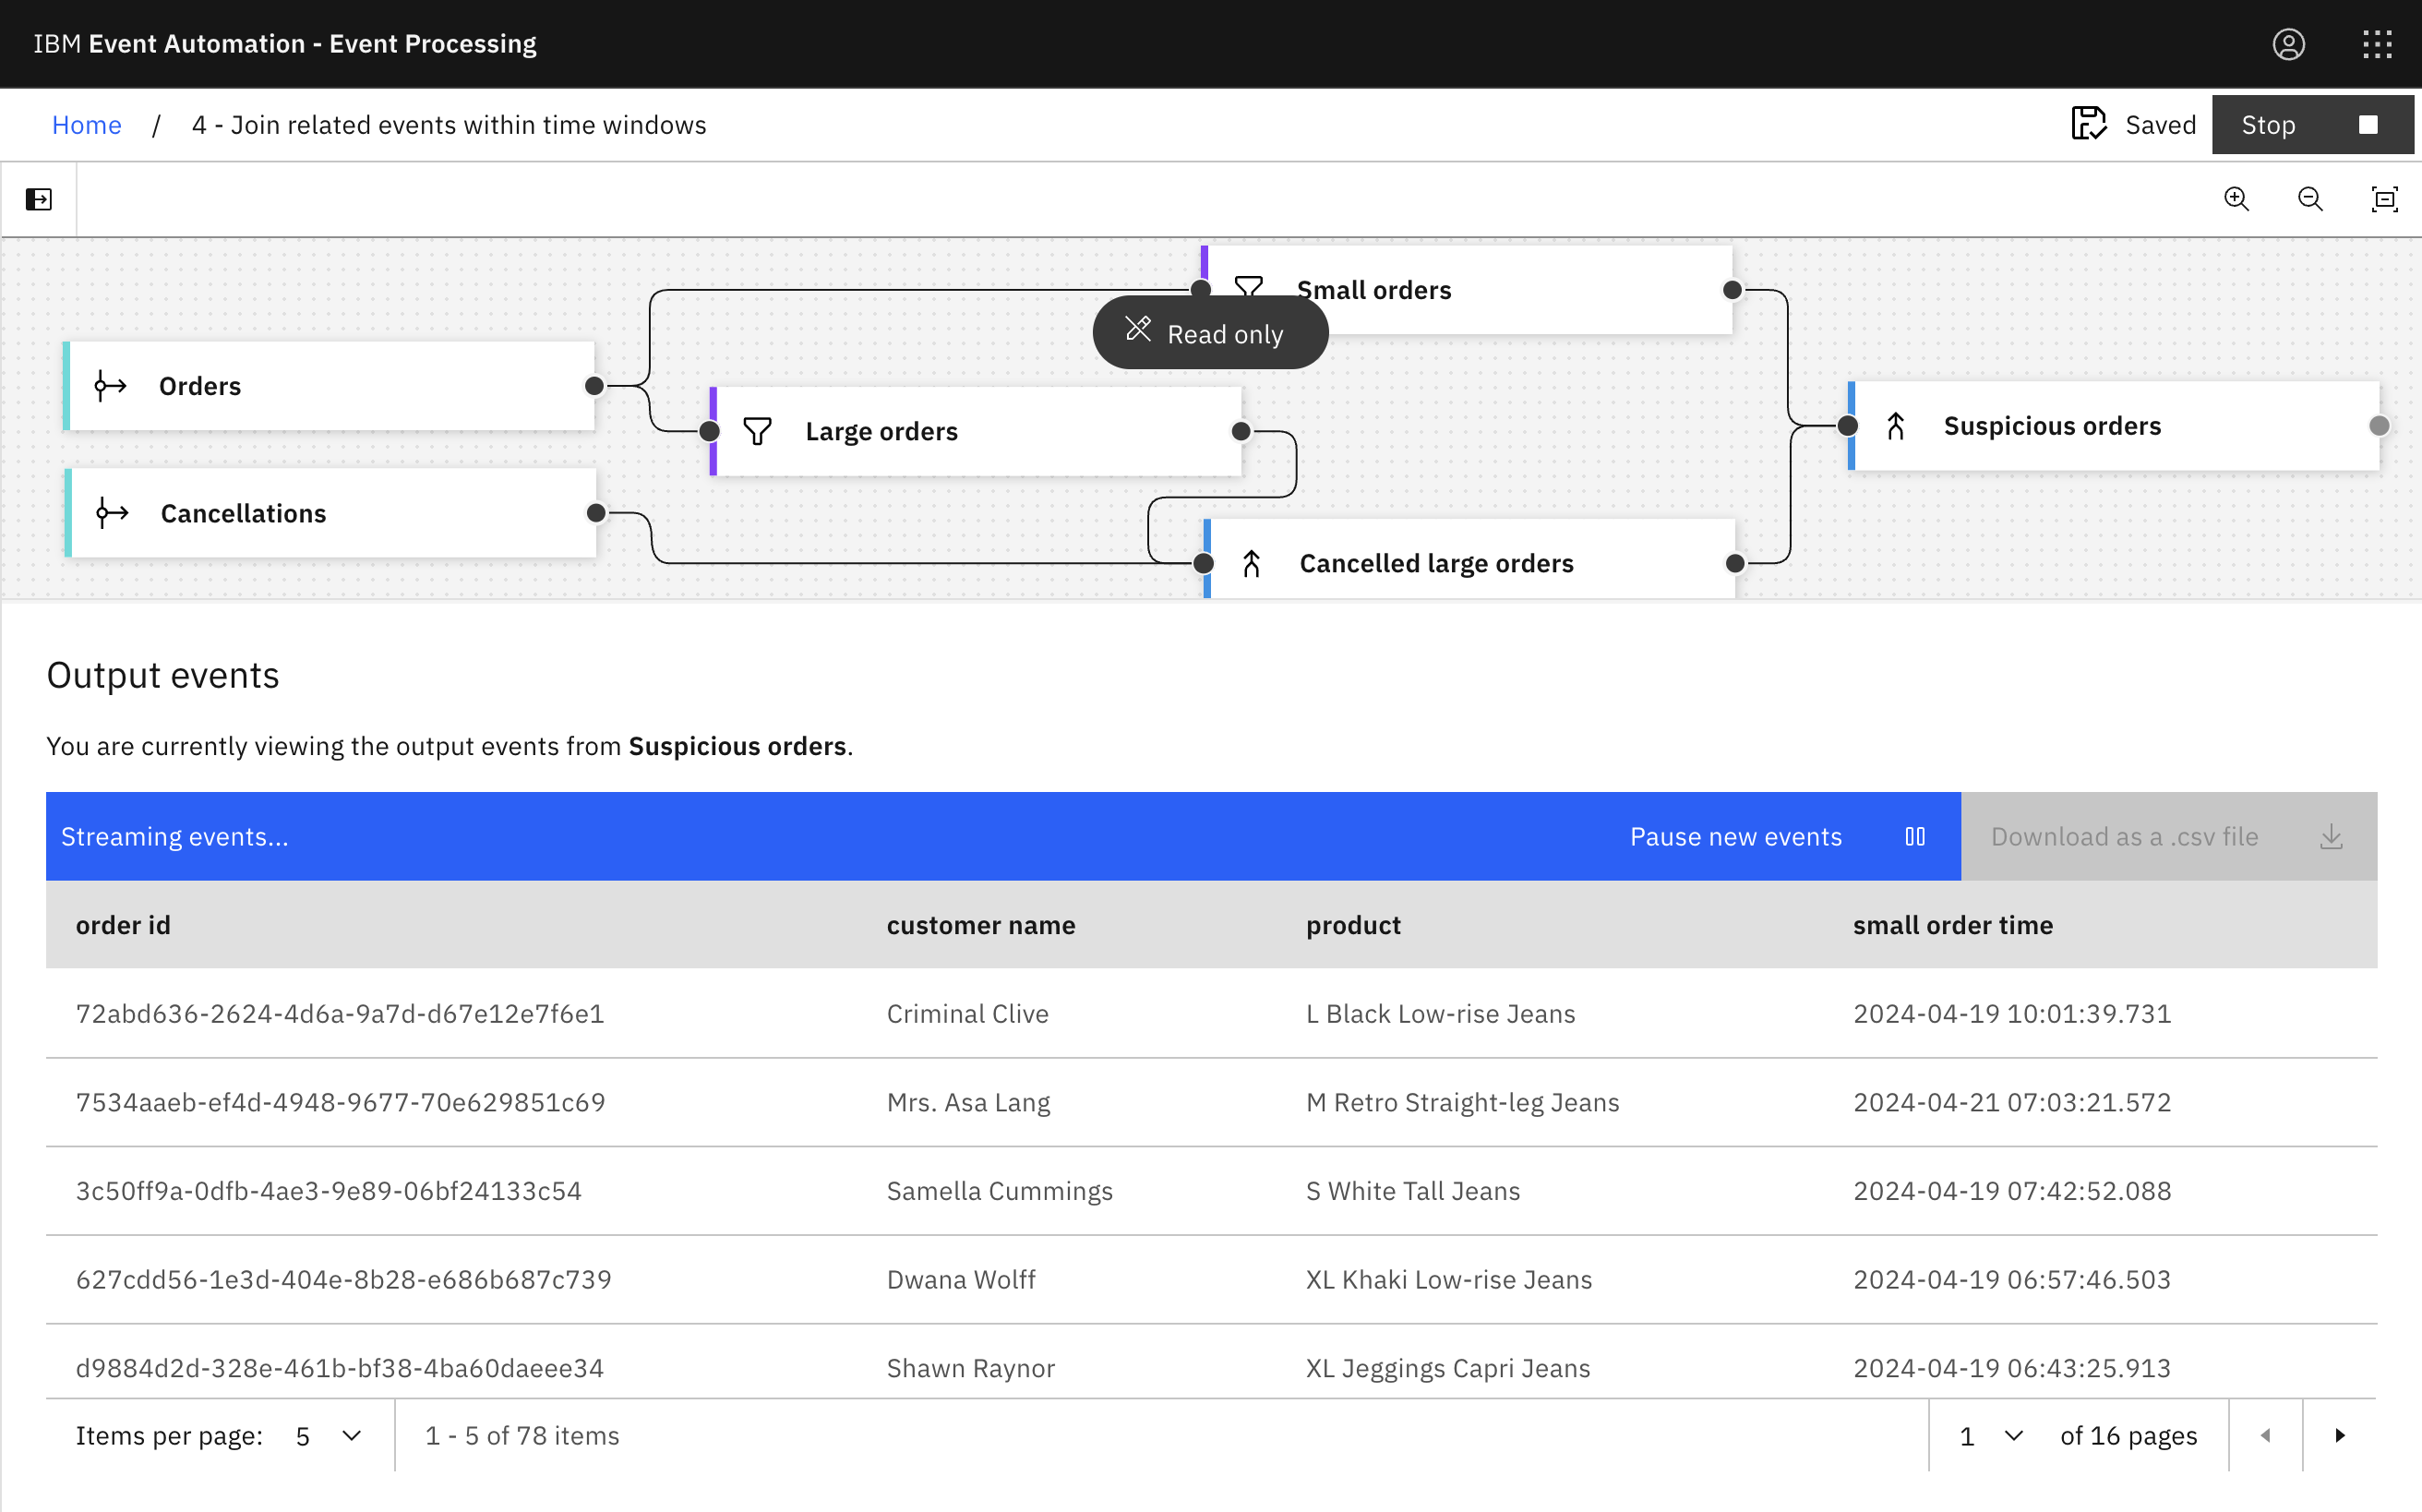 IBM Event Automation - Event Processing
Home / 4 - Join related events within time windows
Saved
Stop
Small orders
Read only
Orders
Large orders
Suspicious orders
Cancellations
Cancelled large orders
Output events
You are currently viewing the output events from Suspicious orders.
Streaming events... Pause new events Download as a .csv file
order id customer name product small order time
72abd636-2624-4d6a-9a7d-d67e12e7f6e1 Criminal Clive L Black Low-rise Jeans 2024-04-19 10:01:39.731
7534aaeb-ef4d-4948-9677-70e629851c69 Mrs. Asa Lang M Retro Straight-leg Jeans 2024-04-21 07:03:21.572
3c50ff9a-0dfb-4ae3-9e89-06bf24133c54 Samella Cummings S White Tall Jeans 2024-04-19 07:42:52.088
627cdd56-1e3d-404e-8b28-e686b687c739 Dwana Wolff XL Khaki Low-rise Jeans 2024-04-19 06:57:46.503
d9884d2d-328e-461b-bf38-4ba60daeee34 Shawn Raynor XL Jeggings Capri Jeans 2024-04-19 06:43:25.913
Items per page: 5 1 - 5 of 78 items 1 of 16 pages